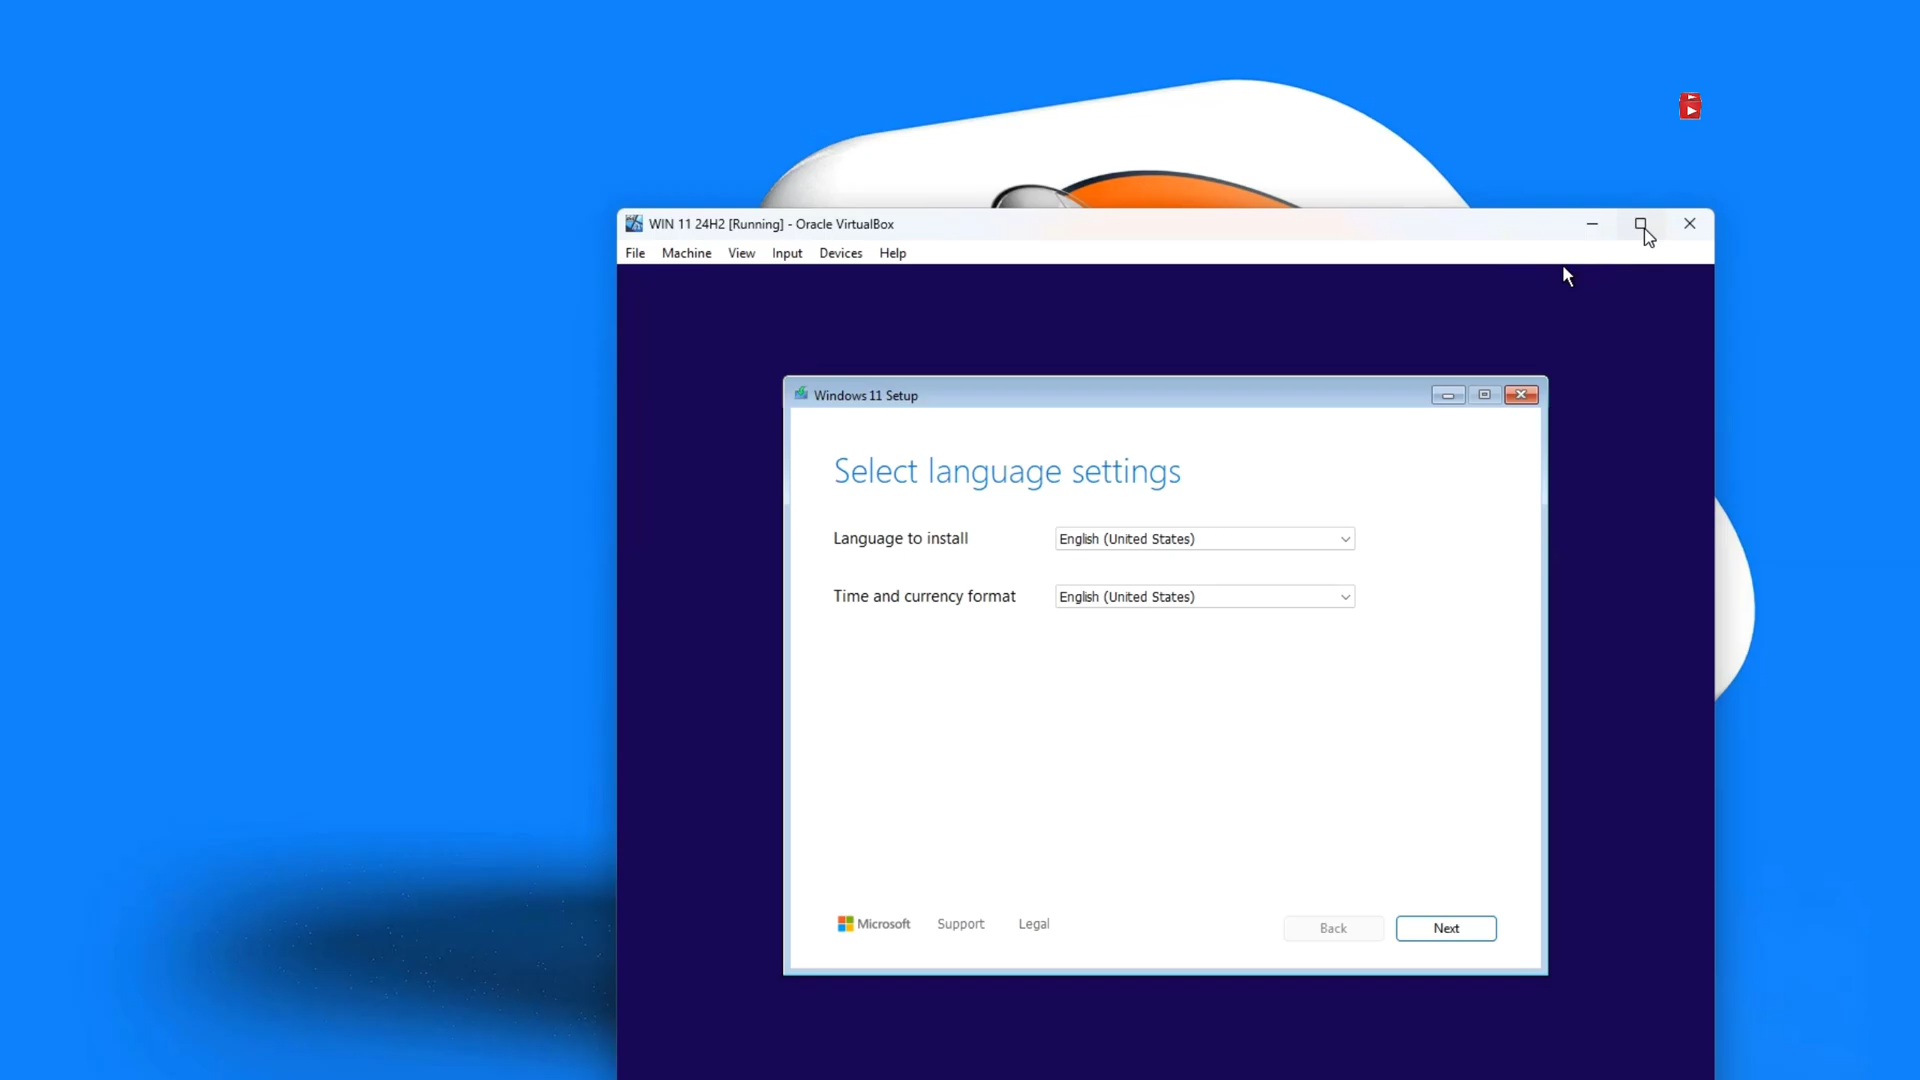 WIN 11 24H2 [Running] - Oracle VirtualBox
File Machine View Input Devices Help
Windows 11 Setup
Select language settings
Language to install English (United States)
Time and currency format English (United States)
Microsoft Support Legal Back Next